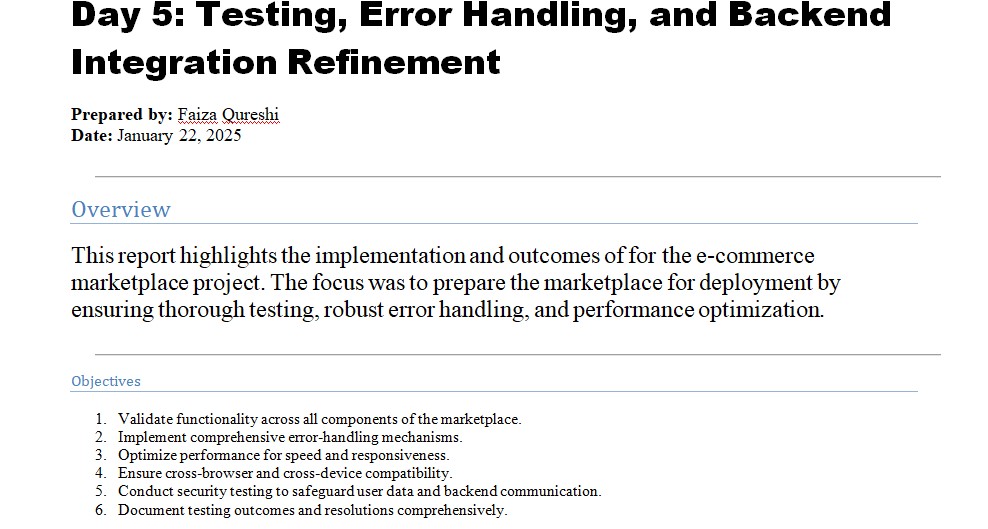 Day 5: Testing, Error Handling, and Backend
Integration Refinement
Prepared by: Faiza Qureshi
Date: January 22, 2025
Overview
This report highlights the implementation and outcomes of for the e-commerce
marketplace project. The focus was to prepare the marketplace for deployment by
ensuring thorough testing, robust error handling, and performance optimization.
Objectives
1. Validate functionality across all components of the marketplace.
2. Implement comprehensive error-handling mechanisms.
3. Optimize performance for speed and responsiveness.
4. Ensure cross-browser and cross-device compatibility.
5. Conduct security testing to safeguard user data and backend communication.
6. Document testing outcomes and resolutions comprehensively.